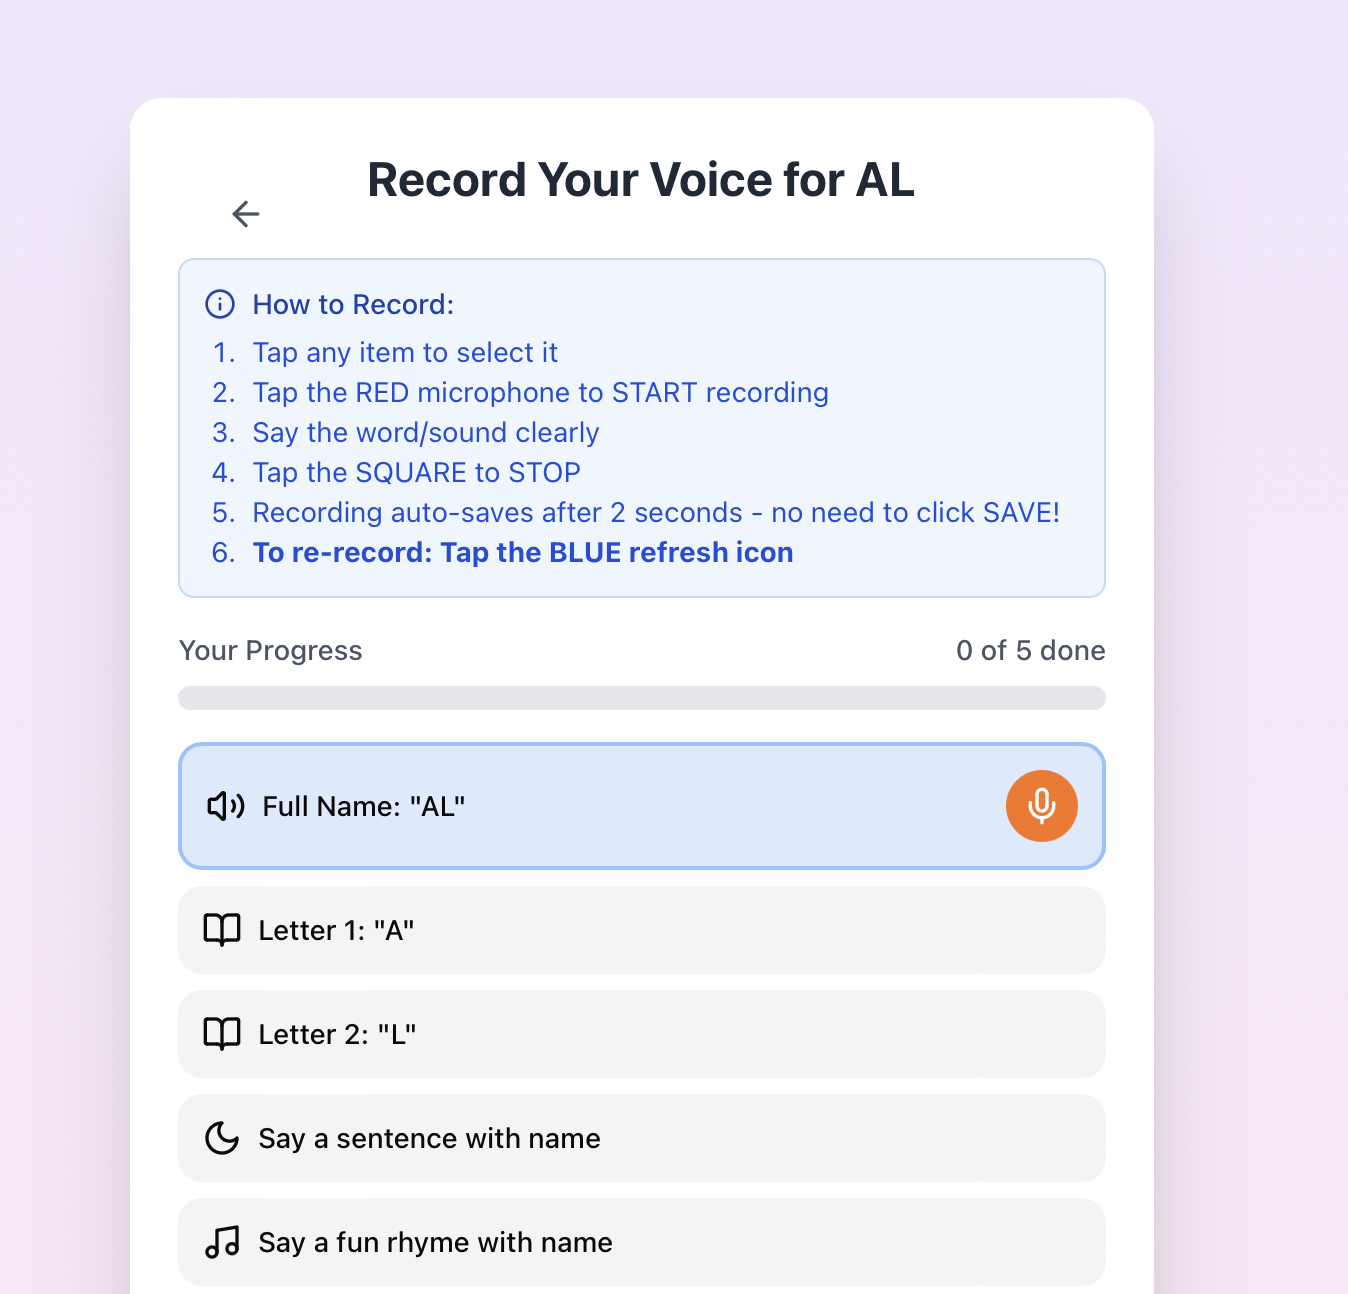 Record Your Voice for AL
How to Record:
1. Tap any item to select it
2. Tap the RED microphone to START recording
3. Say the word/sound clearly
4. Tap the SQUARE to STOP
5. Recording auto-saves after 2 seconds - no need to click SAVE!
6. To re-record: Tap the BLUE refresh icon
Your Progress 0 of 5 done
Full Name: "AL"
Letter 1: "A"
Letter 2: "L"
Say a sentence with name
Say a fun rhyme with name